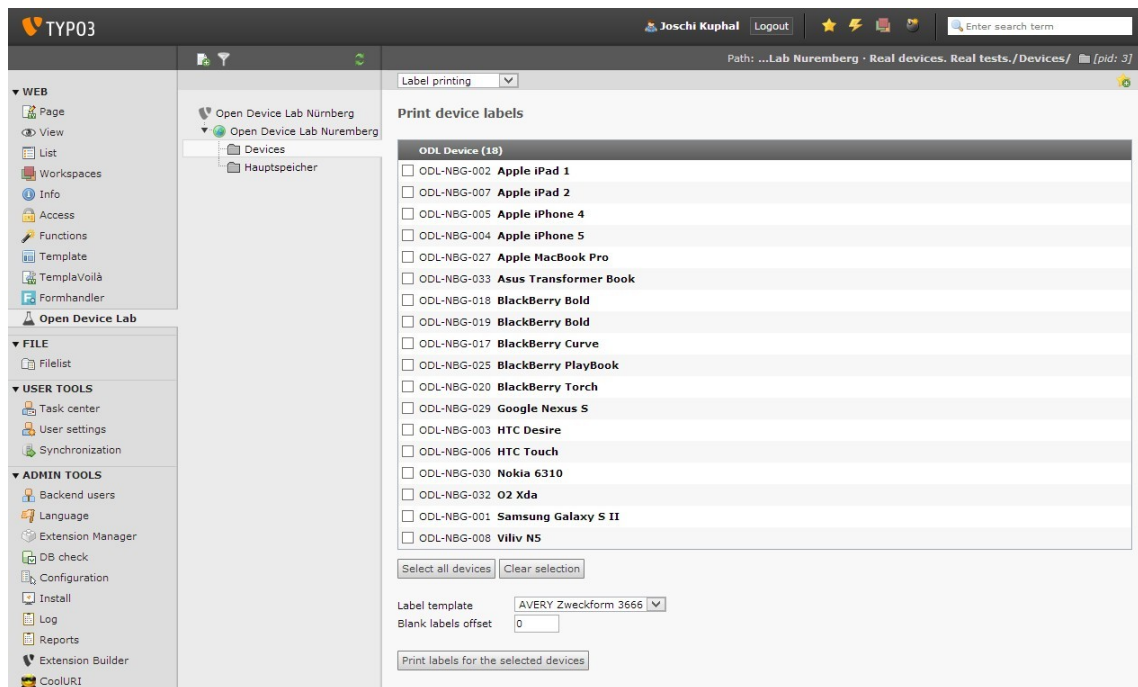 TYPO3
Joschi Kuphal Logout
Enter search term
Path: ...Lab Nuremberg · Real devices. Real tests./Devices/ [pid: 3]
Label printing
WEB
Page
View
List
Workspaces
Info
Access
Functions
Template
TemplaVoilà
Formhandler
Open Device Lab
FILE
Filelist
USER TOOLS
Task center
User settings
Synchronization
ADMIN TOOLS
Backend users
Language
Extension Manager
DB check
Configuration
Install
Log
Reports
Extension Builder
CoolURI
Open Device Lab Nürnberg
Open Device Lab Nuremberg
Devices
Hauptspeicher
Print device labels
ODL Device (18)
ODL-NBG-002 Apple iPad 1
ODL-NBG-007 Apple iPad 2
ODL-NBG-005 Apple iPhone 4
ODL-NBG-004 Apple iPhone 5
ODL-NBG-027 Apple MacBook Pro
ODL-NBG-033 Asus Transformer Book
ODL-NBG-018 BlackBerry Bold
ODL-NBG-019 BlackBerry Bold
ODL-NBG-017 BlackBerry Curve
ODL-NBG-025 BlackBerry PlayBook
ODL-NBG-020 BlackBerry Torch
ODL-NBG-029 Google Nexus S
ODL-NBG-003 HTC Desire
ODL-NBG-006 HTC Touch
ODL-NBG-030 Nokia 6310
ODL-NBG-032 O2 Xda
ODL-NBG-001 Samsung Galaxy S II
ODL-NBG-008 Viliv N5
Select all devices Clear selection
Label template AVERY Zweckform 3666
Blank labels offset 0
Print labels for the selected devices